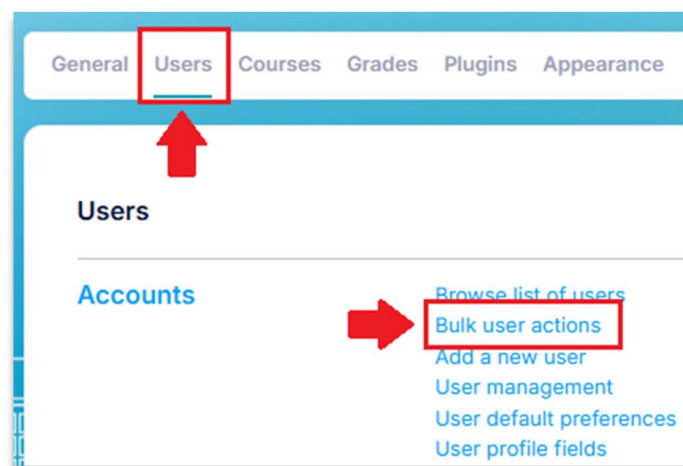 General Users Courses Grades Plugins Appearance
Users
Accounts
Browse list of users
Bulk user actions
Add a new user
User management
User default preferences
User profile fields